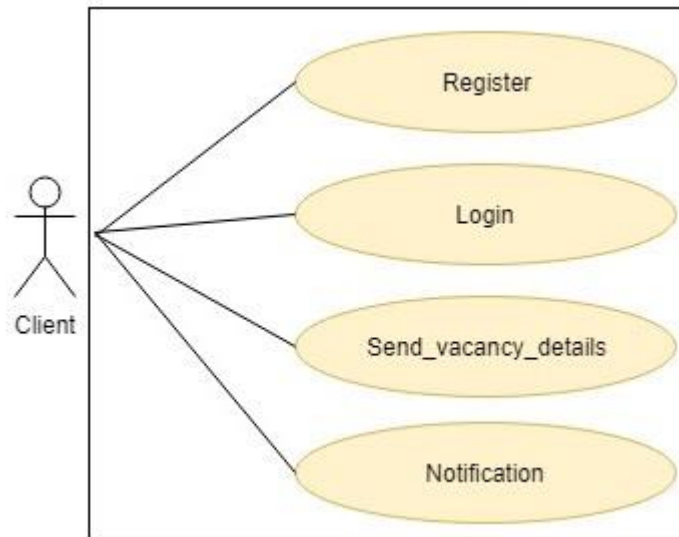 Register
Login
Client
Send_vacancy_details
Notification